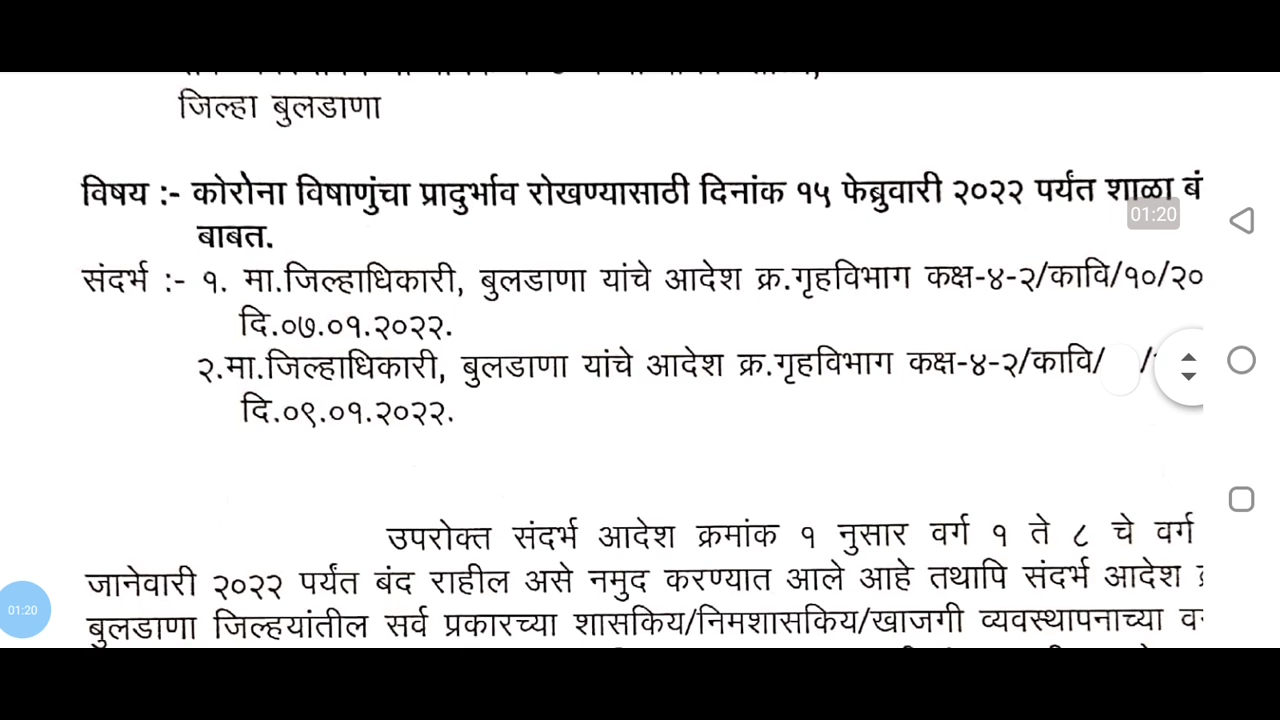 जिल्हा बुलडाणा
विषय :- कोरोना विषाणुंचा प्रादुर्भाव रोखण्यासाठी दिनांक १५ फेब्रुवारी २०२२ पर्यंत शाळा बं
01:20
बाबत.
संदर्भ :- १. मा.जिल्हाधिकारी, बुलडाणा यांचे आदेश क्र.गृहविभाग कक्ष-४-२/कावि/१०/२०
दि.०७.०१.२०२२.
२.मा.जिल्हाधिकारी, बुलडाणा यांचे आदेश क्र.गृहविभाग कक्ष-४-२/कावि/ /
दि.०९.०१.२०२२.
उपरोक्त संदर्भ आदेश क्रमांक १ नुसार वर्ग १ ते ८ चे वर्ग
जानेवारी २०२२ पर्यंत बंद राहील असे नमुद करण्यात आले आहे तथापि संदर्भ आदेश
01:20
बुलडाणा जिल्हयांतील सर्व प्रकारच्या शासकिय/निमशासकिय/खाजगी व्यवस्थापनाच्या